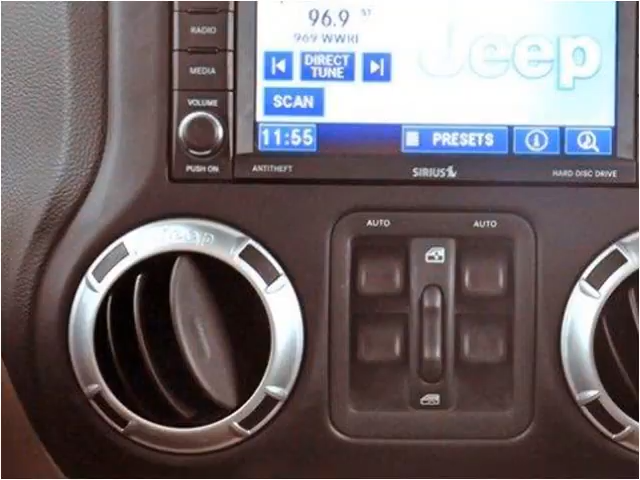 96.9 ST
969 WWRI
RADIO
DIRECT
TUNE
Jeep
MEDIA
SCAN
VOLUME
11:55
PRESETS
PUSH ON
ANTITHEFT
SIRIUS
HARD DISC DRIVE
Jeep
AUTO
AUTO